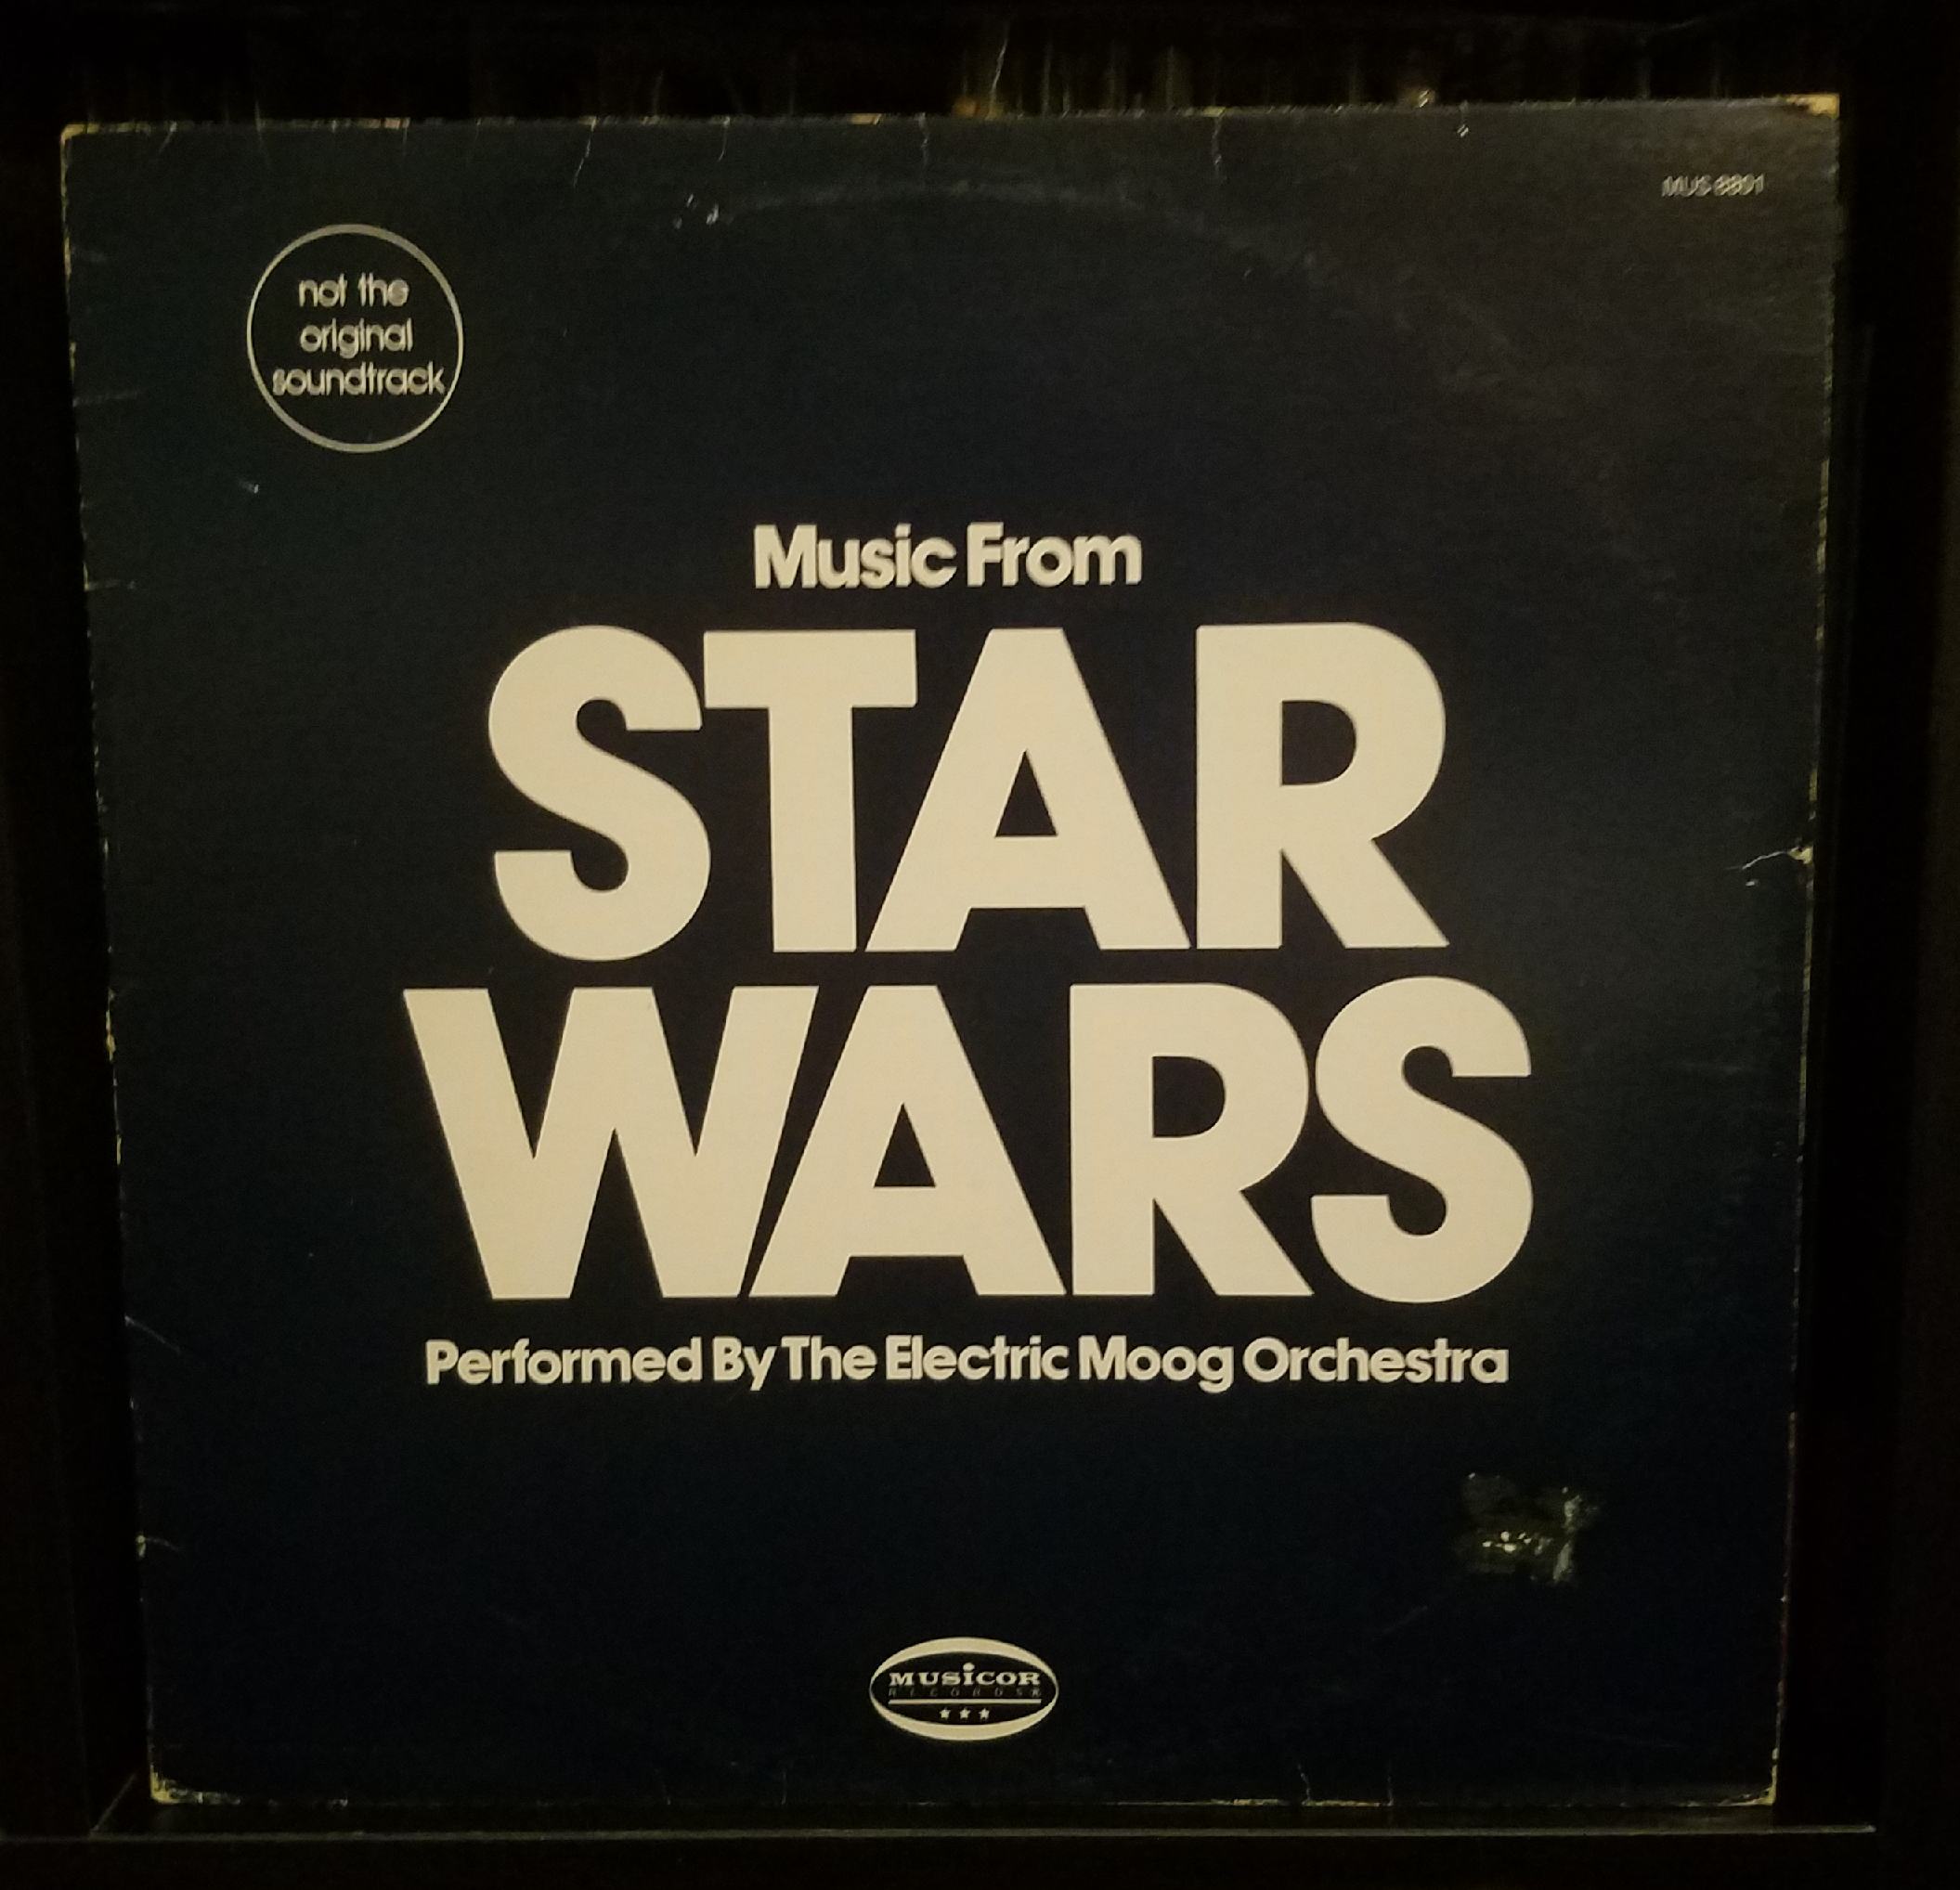 MUS 8801
not the
original
soundtrack
Music From
STAR
WARS
Performed By The Electric Moog Orchestra
MUSICOR
RECORDS